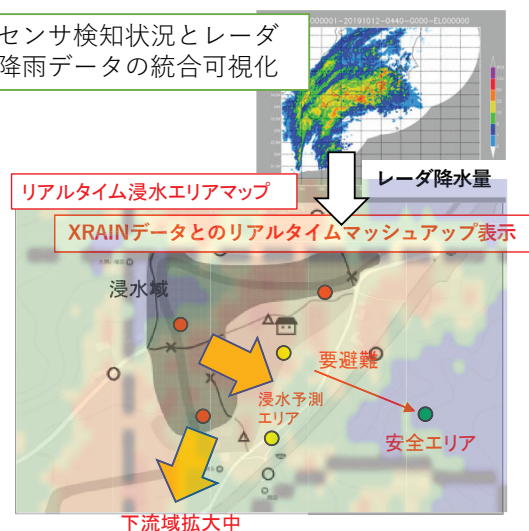 センサ検知状況とレーダ
降雨データの統合可視化
000001-20191012-0440-G000-EL000000
レーダ降水量
リアルタイム浸水エリアマップ
XRAINデータとのリアルタイムマッシュアップ表示
浸水域
要避難
浸水予測
エリア
安全エリア
下流域拡大中